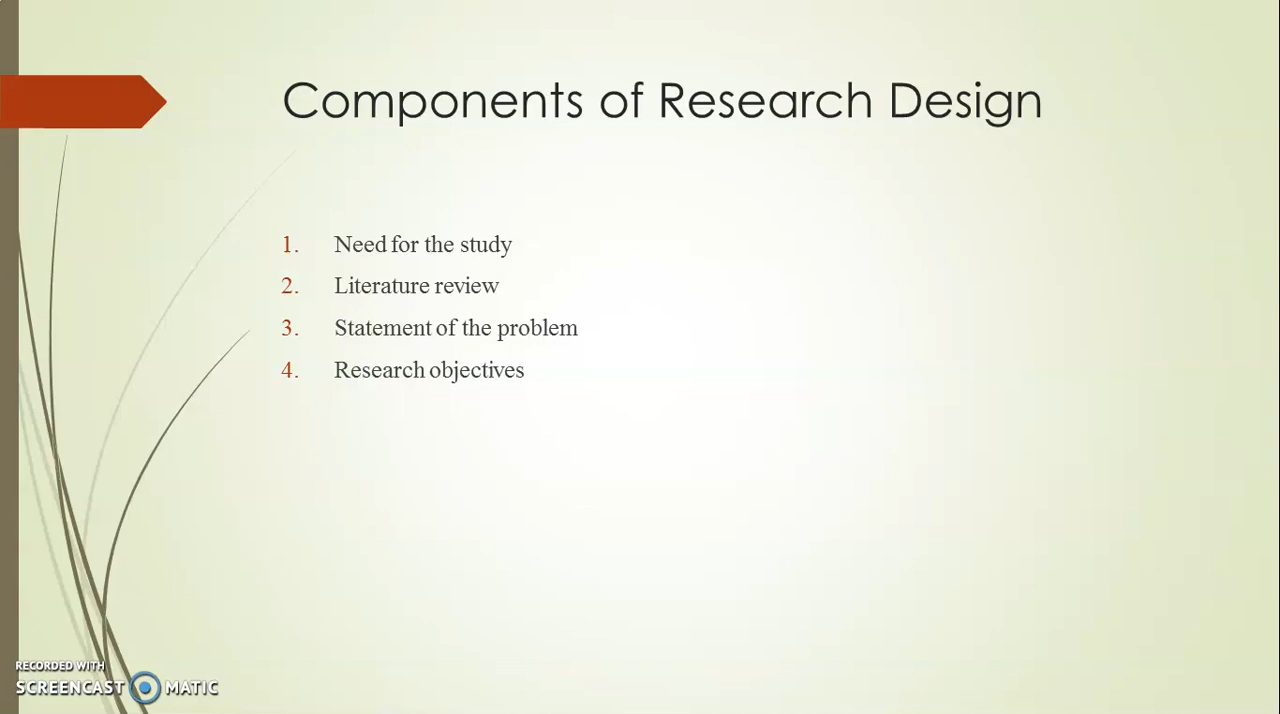 Components of Research Design
1. Need for the study
2. Literature review
3. Statement of the problem
4. Research objectives
RECORDED WITH
SCREENCAST MATIC